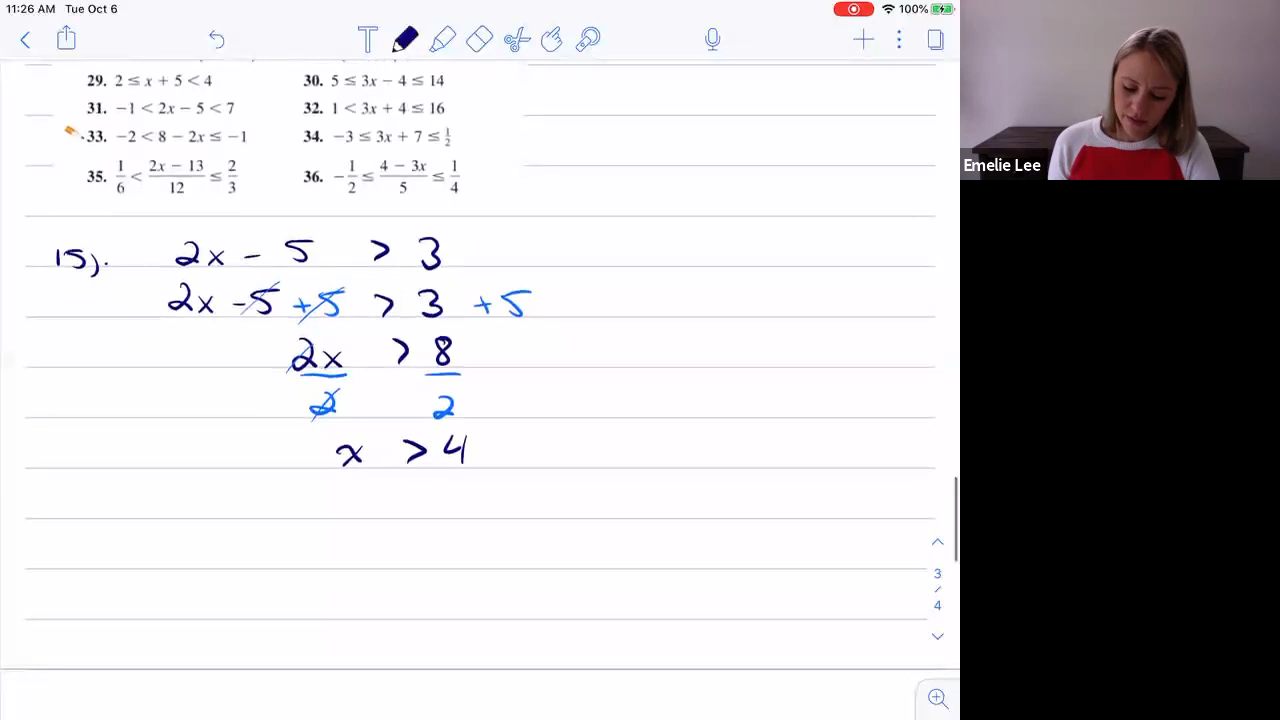 11:26 AM Tue Oct 6
100%
29. 2 ≤ x + 5 < 4
30. 5 ≤ 3x − 4 ≤ 14
31. −1 < 2x − 5 < 7
32. 1 < 3x + 4 ≤ 16
33. −2 < 8 − 2x ≤ −1
34. −3 ≤ 3x + 7 ≤ 1/2
35. 1/6 < (2x − 13)/12 ≤ 2/3
36. −1/2 ≤ (4 − 3x)/5 ≤ 1/4
15). 2x − 5 > 3
2x − 5 + 5 > 3 + 5
2x > 8
2 2
x > 4
3
/
4
Emelie Lee